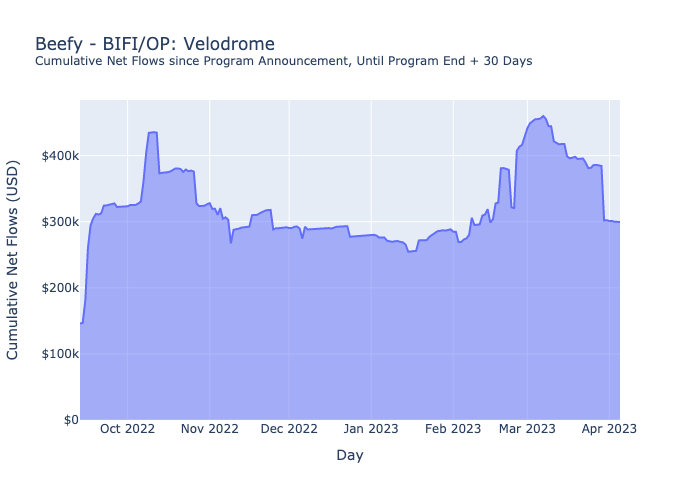 Beefy - BIFI/OP: Velodrome
Cumulative Net Flows since Program Announcement, Until Program End + 30 Days
Cumulative Net Flows (USD)
$400k
$300k
$200k
$100k
$0
Oct 2022 Nov 2022 Dec 2022 Jan 2023 Feb 2023 Mar 2023 Apr 2023
Day